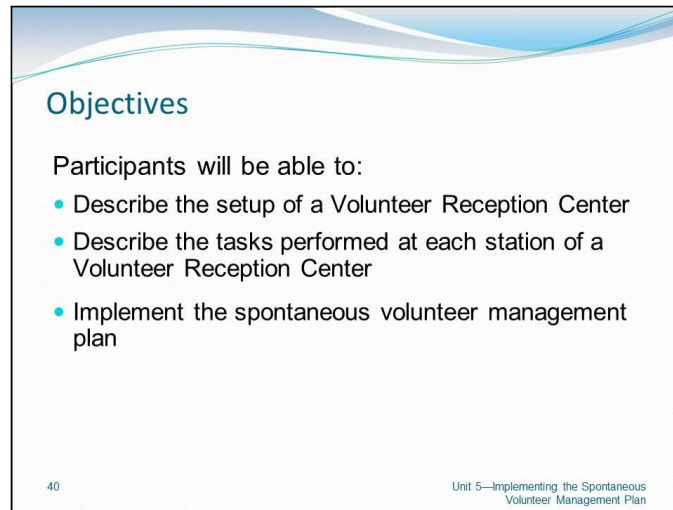 Objectives
Participants will be able to:
• Describe the setup of a Volunteer Reception Center
• Describe the tasks performed at each station of a
Volunteer Reception Center
• Implement the spontaneous volunteer management
plan
40
Unit 5—Implementing the Spontaneous
Volunteer Management Plan